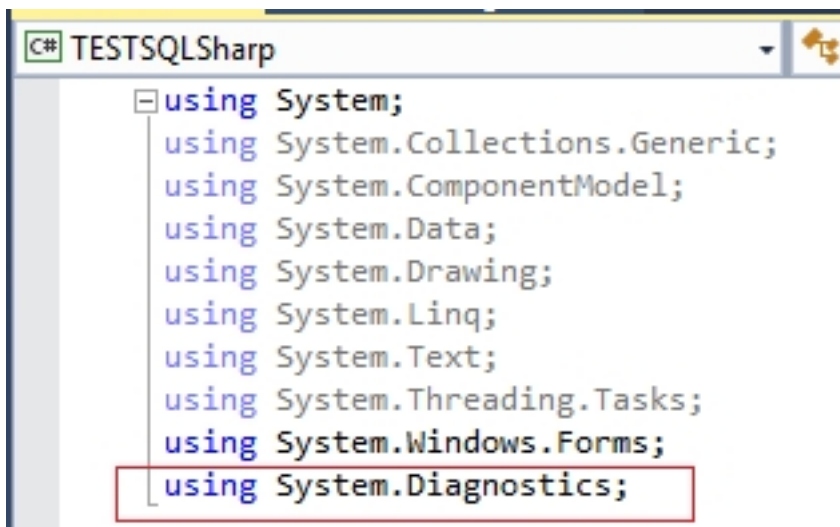 C# TESTSQLSharp
using System;
using System.Collections.Generic;
using System.ComponentModel;
using System.Data;
using System.Drawing;
using System.Linq;
using System.Text;
using System.Threading.Tasks;
using System.Windows.Forms;
using System.Diagnostics;